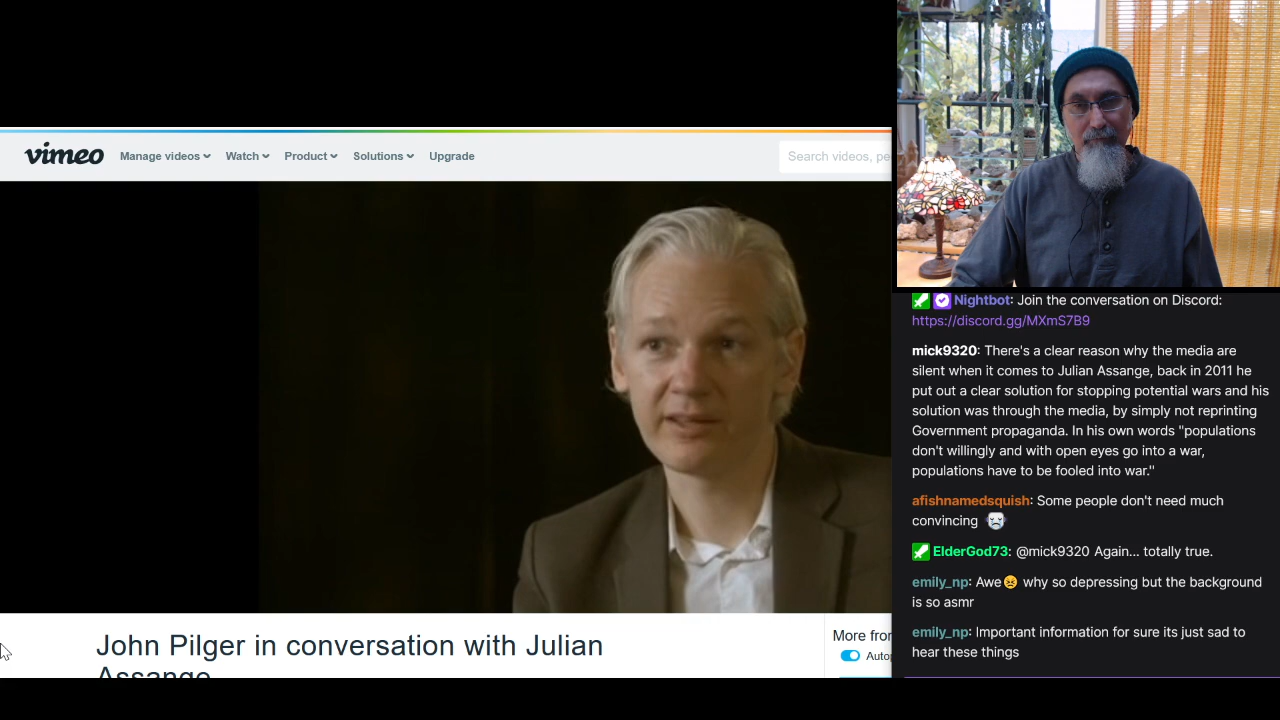 vimeo
Manage videos
Watch
Product
Solutions
Upgrade
Search videos, pe
John Pilger in conversation with Julian
Assange
More from
Autop
Nightbot: Join the conversation on Discord:
https://discord.gg/MXmS7B9
mick9320: There's a clear reason why the media are
silent when it comes to Julian Assange, back in 2011 he
put out a clear solution for stopping potential wars and his
solution was through the media, by simply not reprinting
Government propaganda. In his own words "populations
don't willingly and with open eyes go into a war,
populations have to be fooled into war."
afishnamedsquish: Some people don't need much
convincing
ElderGod73: @mick9320 Again... totally true.
emily_np: Awe😣 why so depressing but the background
is so asmr
emily_np: Important information for sure its just sad to
hear these things